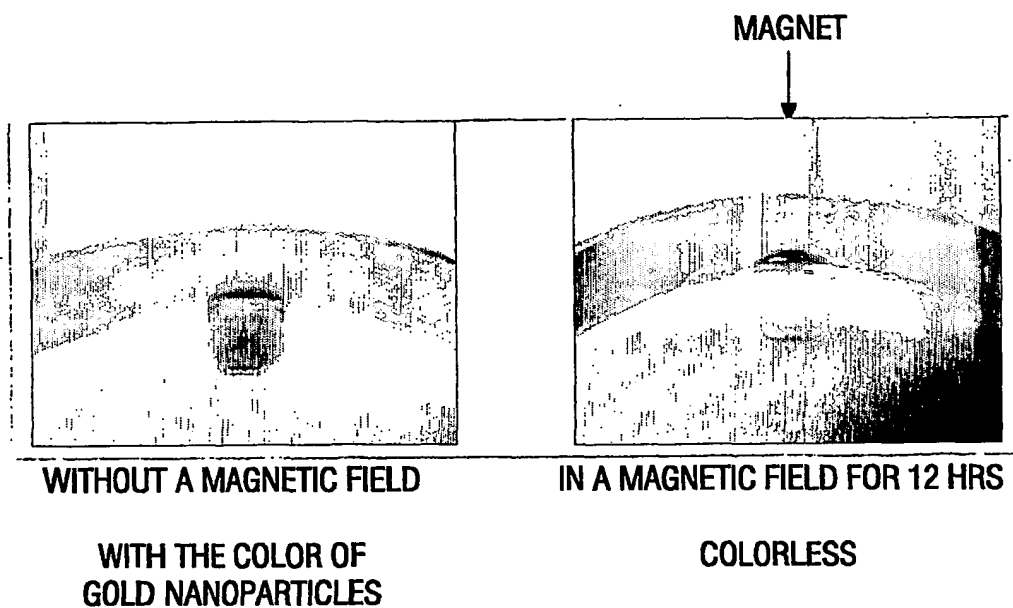 MAGNET
WITHOUT A MAGNETIC FIELD
IN A MAGNETIC FIELD FOR 12 HRS
WITH THE COLOR OF
GOLD NANOPARTICLES
COLORLESS